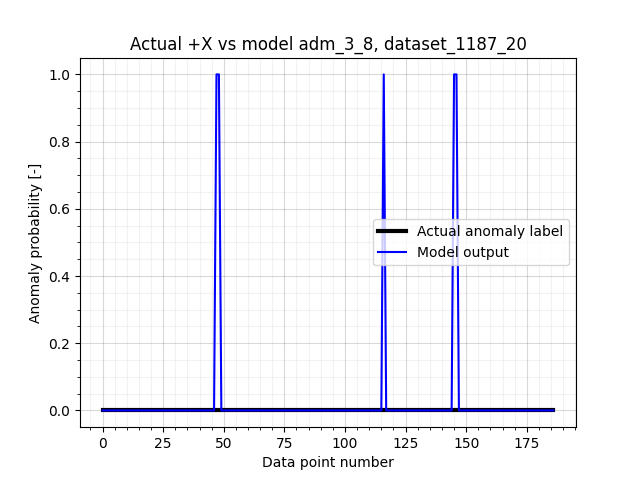 Actual +X vs model adm_3_8, dataset_1187_20
1.0
0.8
0.6
0.4
0.2
0.0
Anomaly probability [-]
Actual anomaly label
Model output
0 25 50 75 100 125 150 175
Data point number